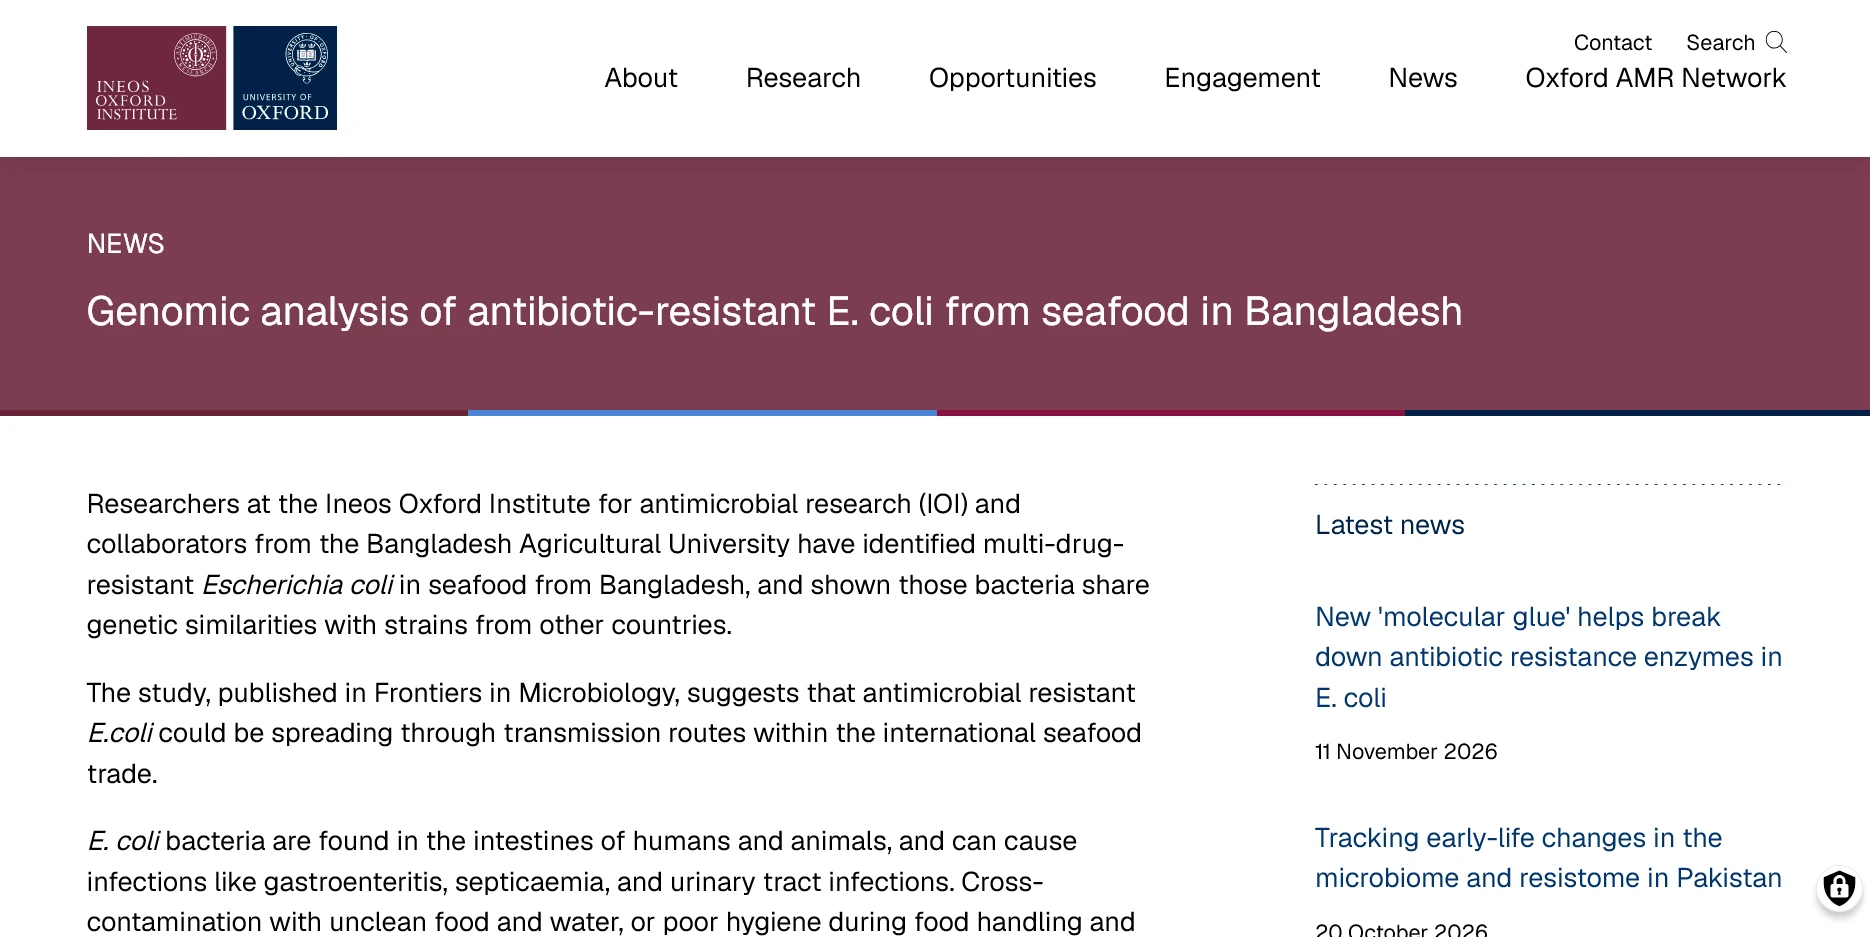 INEOS
OXFORD
INSTITUTE
UNIVERSITY OF
OXFORD
Contact
Search
About
Research
Opportunities
Engagement
News
Oxford AMR Network
NEWS
Genomic analysis of antibiotic-resistant E. coli from seafood in Bangladesh
Researchers at the Ineos Oxford Institute for antimicrobial research (IOI) and
collaborators from the Bangladesh Agricultural University have identified multi-drug-
resistant Escherichia coli in seafood from Bangladesh, and shown those bacteria share
genetic similarities with strains from other countries.
The study, published in Frontiers in Microbiology, suggests that antimicrobial resistant
E.coli could be spreading through transmission routes within the international seafood
trade.
E. coli bacteria are found in the intestines of humans and animals, and can cause
infections like gastroenteritis, septicaemia, and urinary tract infections. Cross-
contamination with unclean food and water, or poor hygiene during food handling and
Latest news
New 'molecular glue' helps break
down antibiotic resistance enzymes in
E. coli
11 November 2026
Tracking early-life changes in the
microbiome and resistome in Pakistan
20 October 2026